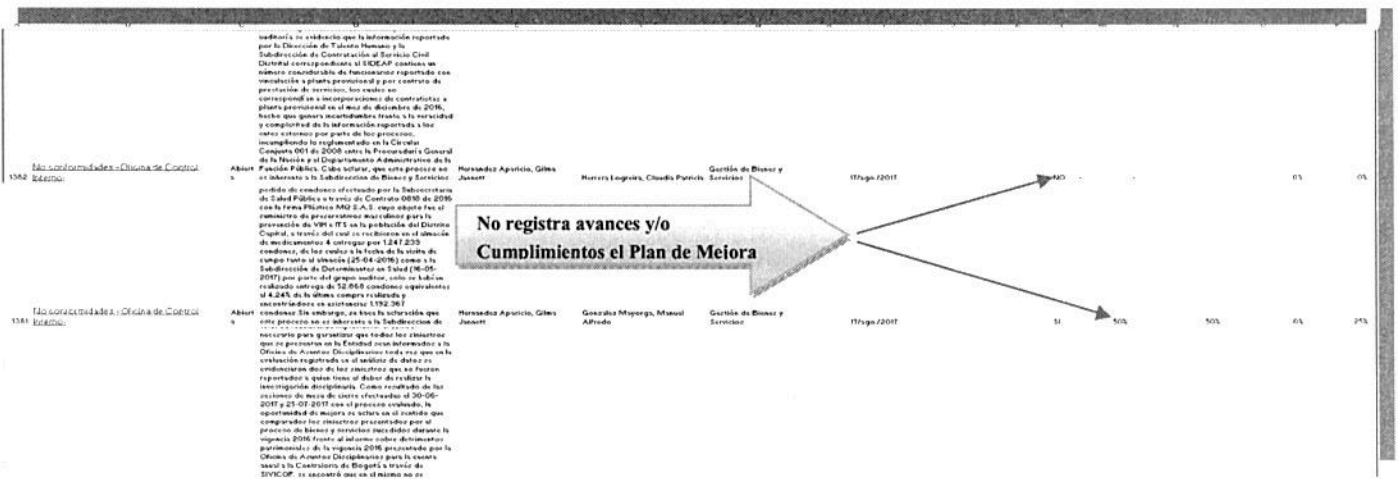 auditoría se evidencio que la información reportada
por la Dirección de Talento Humano y la
Subdirección de Contratación al Servicio Civil
Distrital correspondiente al SIDEAP contiene un
número considerable de funcionarios reportado con
vinculación a planta provisional y por contrato de
prestación de servicios, los cuales no
correspondían a incorporaciones de contratistas a
planta provisional en el mes de diciembre de 2016,
hecho que genera incertidumbre frente a la veracidad
y completitud de la información reportada a los
entes externos por parte de los procesos,
incumpliendo lo reglamentado en la Circular
Conjunta 001 de 2008 entre la Procuraduría General
de la Nación y el Departamento Administrativo de la
1382 No conformidades - Oficina de Control Interno- Abierta Función Pública. Cabe aclarar, que este proceso no es inherente a la Subdireccion de Bienes y Servicios Hernandez Aparicio, Gilma Jannett Herrera Logreira, Claudia Patricia Gestión de Bienes y Servicios 17/ago./2017 NO - - 0% 0%
perdido de condones efectuado por la Subsecretaria
de Salud Pública a través de Contrato 0818 de 2015
con la firma Plástico MQ S.A.S. cuyo objeto fue el
suministro de preservativos masculinos para la
prevención de VIH e ITS en la población del Distrito
Capital, a través del cual se recibieron en el almacén
de medicamentos 4 entregas por 1.247.239
condones, de los cuales a la fecha de la visita de
campo tanto al almacén (25-04-2016) como a la
Subdirección de Determinantes en Salud (16-05-
2017) por parte del grupo auditor, solo se habían
realizado entrega de 52.868 condones equivalentes
al 4.24% de la última compra realizada y
encontrándose en existencias 1.192.367
No registra avances y/o
Cumplimientos el Plan de Mejora
1381 No conformidades - Oficina de Control Interno- Abierta condones Sin embargo, se hace la aclaración que este proceso no es inherente a la Subdireccion de Hernandez Aparicio, Gilma Jannett Gonzalez Mayorga, Manuel Alfredo Gestión de Bienes y Servicios 17/ago./2017 SI 50% 50% 0% 25%
necesario para garantizar que todos los siniestros
que se presentan en la Entidad sean informados a la
Oficina de Asuntos Disciplinarios toda vez que en la
evaluación registrada en el análisis de datos se
evidenciaron dos de los siniestros que no fueron
reportados a quien tiene el deber de realizar la
investigación disciplinaria. Como resultado de las
sesiones de mesa de cierre efectuadas el 30-06-
2017 y 25-07-2017 con el proceso evaluado, la
oportunidad de mejora se aclara en el sentido que
comparados los siniestros presentados por el
proceso de bienes y servicios sucedidos durante la
vigencia 2016 frente al informe sobre detrimentos
patrimoniales de la vigencia 2016 presentado por la
Oficina de Asuntos Disciplinarios para la cuenta
anual a la Contraloría de Bogotá a través de
SIVICOF, se encontró que en el mismo no se